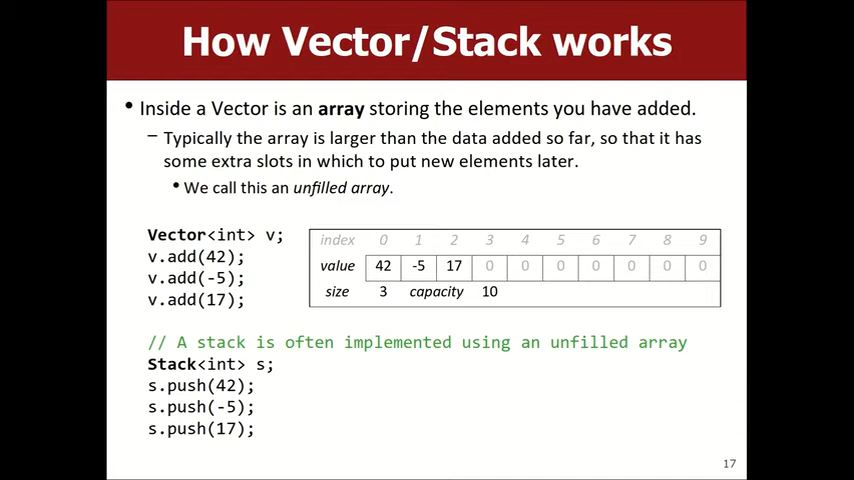 How Vector/Stack works
• Inside a Vector is an array storing the elements you have added.
– Typically the array is larger than the data added so far, so that it has
some extra slots in which to put new elements later.
• We call this an unfilled array.
Vector<int> v;
v.add(42);
v.add(-5);
v.add(17);
index 0 1 2 3 4 5 6 7 8 9
value 42 -5 17 0 0 0 0 0 0 0
size 3 capacity 10
// A stack is often implemented using an unfilled array
Stack<int> s;
s.push(42);
s.push(-5);
s.push(17);
17